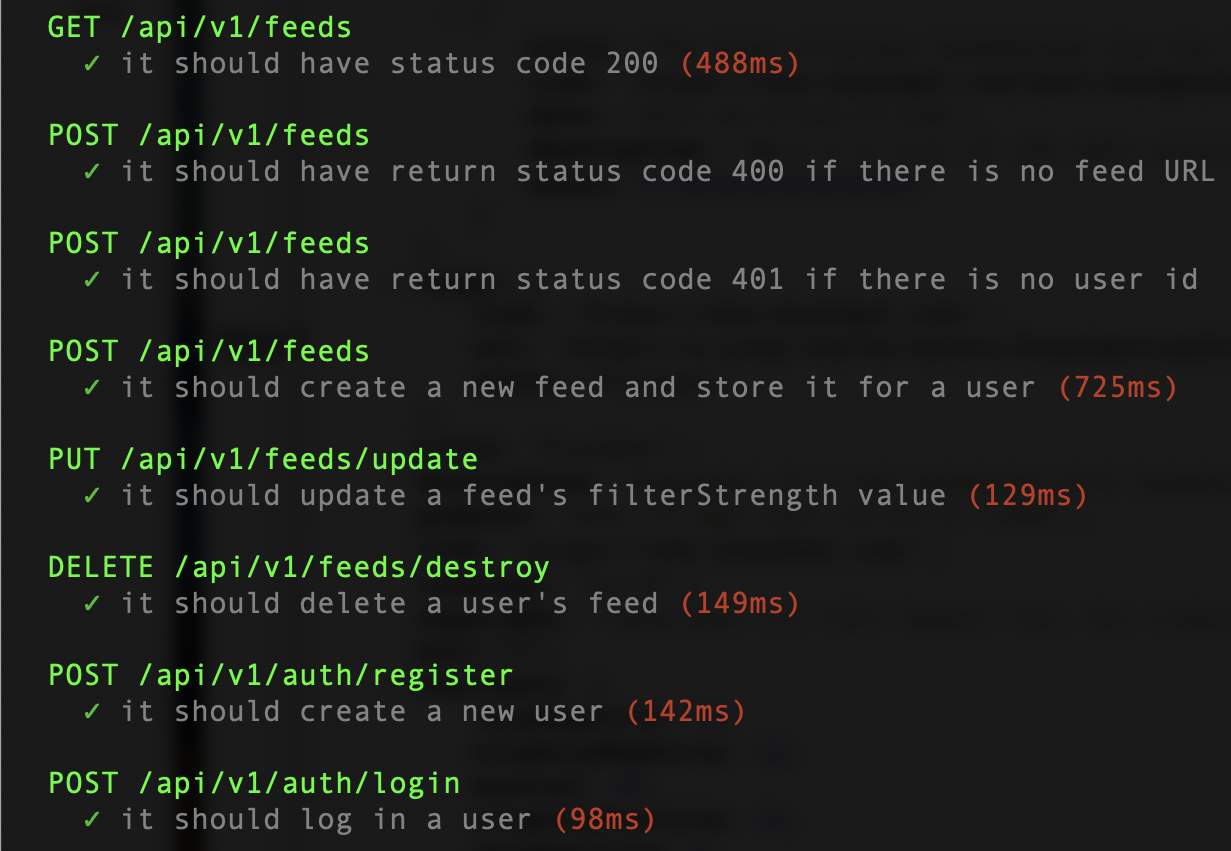 GET /api/v1/feeds
✓ it should have status code 200 (488ms)
POST /api/v1/feeds
✓ it should have return status code 400 if there is no feed URL
POST /api/v1/feeds
✓ it should have return status code 401 if there is no user id
POST /api/v1/feeds
✓ it should create a new feed and store it for a user (725ms)
PUT /api/v1/feeds/update
✓ it should update a feed's filterStrength value (129ms)
DELETE /api/v1/feeds/destroy
✓ it should delete a user's feed (149ms)
POST /api/v1/auth/register
✓ it should create a new user (142ms)
POST /api/v1/auth/login
✓ it should log in a user (98ms)